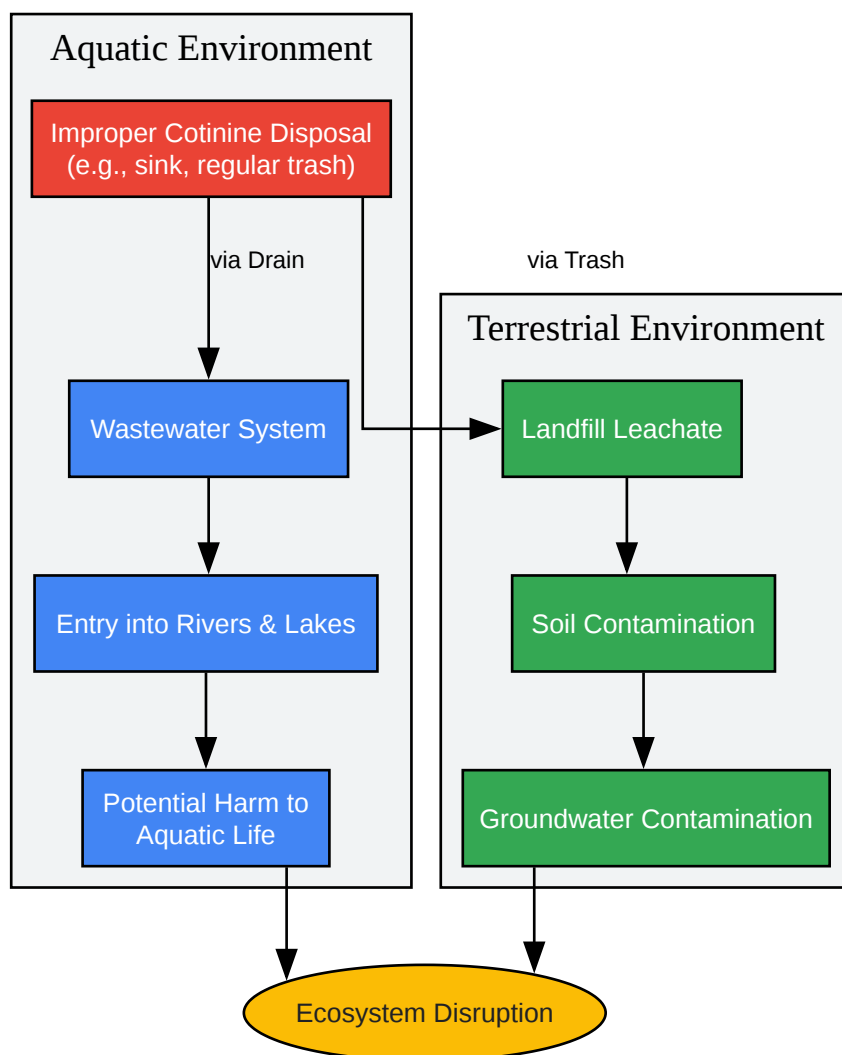 Aquatic Environment
Improper Cotinine Disposal
(e.g., sink, regular trash)
via Drain
via Trash
Terrestrial Environment
Wastewater System
Landfill Leachate
Entry into Rivers & Lakes
Soil Contamination
Potential Harm to
Aquatic Life
Groundwater Contamination
Ecosystem Disruption